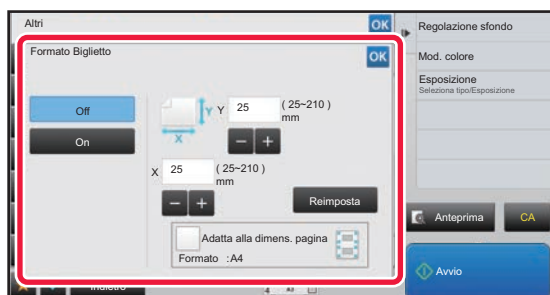 Altri
OK
Formato Biglietto
OK
Off
On
Y
Y
25
( 25~210 )
mm
X
X
25
( 25~210 )
mm
Reimposta
Adatta alla dimens. pagina
Formato :A4
Indietro
Regolazione sfondo
Mod. colore
Esposizione
Seleziona tipo/Esposizione
Anteprima
CA
Avvio